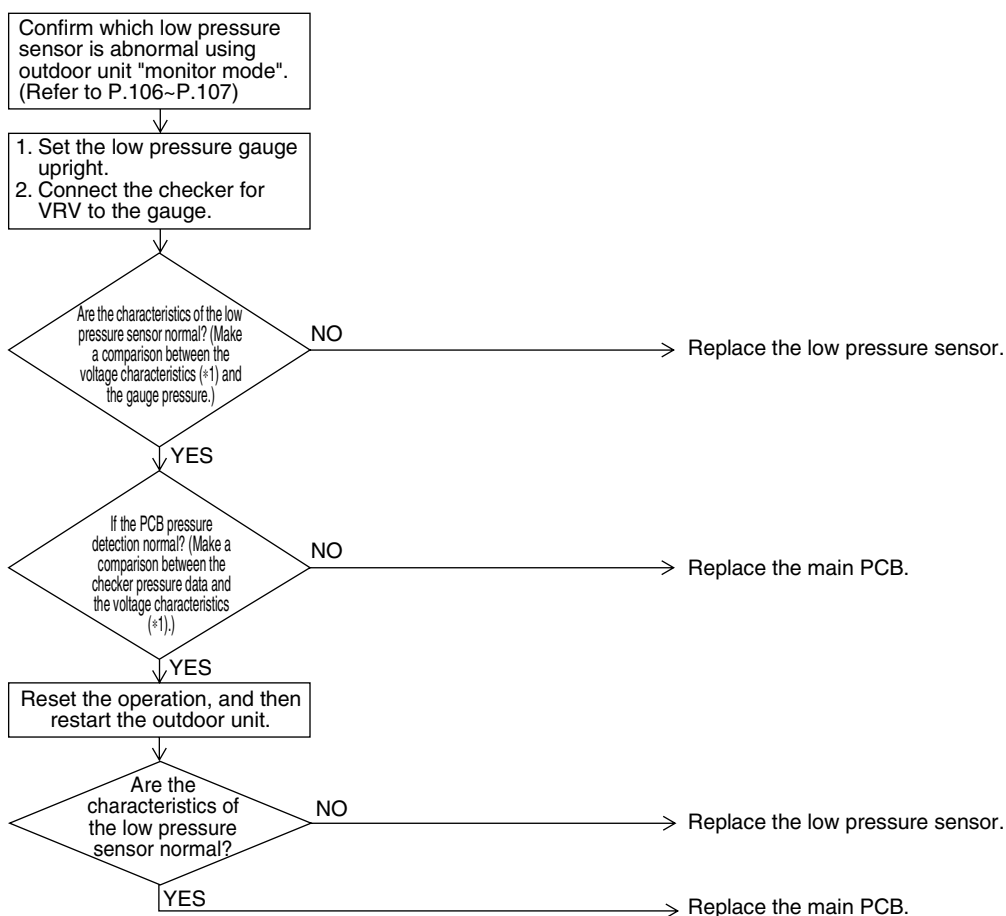 Confirm which low pressure
sensor is abnormal using
outdoor unit "monitor mode".
(Refer to P.106~P.107)
1. Set the low pressure gauge
upright.
2. Connect the checker for
VRV to the gauge.
Are the characteristics of the low
pressure sensor normal? (Make
a comparison between the
voltage characteristics (*1) and
the gauge pressure.)
NO
Replace the low pressure sensor.
YES
If the PCB pressure
detection normal? (Make a
comparison between the
checker pressure data and
the voltage characteristics
(*1).)
NO
Replace the main PCB.
YES
Reset the operation, and then
restart the outdoor unit.
Are the
characteristics of
the low pressure
sensor normal?
NO
Replace the low pressure sensor.
YES
Replace the main PCB.